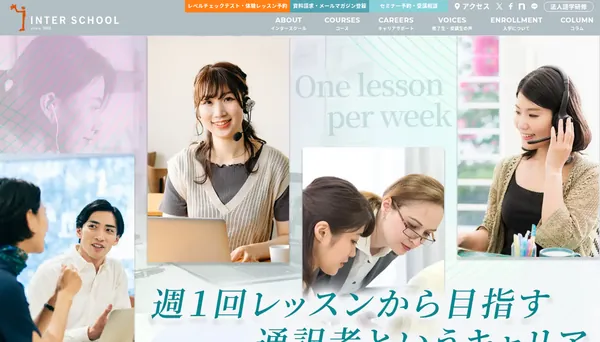 INTER SCHOOL
since 1966
レベルチェックテスト・体験レッスン予約
資料請求・メールマガジン登録
セミナー予約・受講相談
アクセス
法人語学研修
ABOUT
インタースクール
COURSES
コース
CAREERS
キャリアサポート
VOICES
修了生・派遣生の声
ENROLLMENT
入学について
COLUMN
コラム
One lesson
per week
週1回レッスンから目指す
通訳者というキャリア